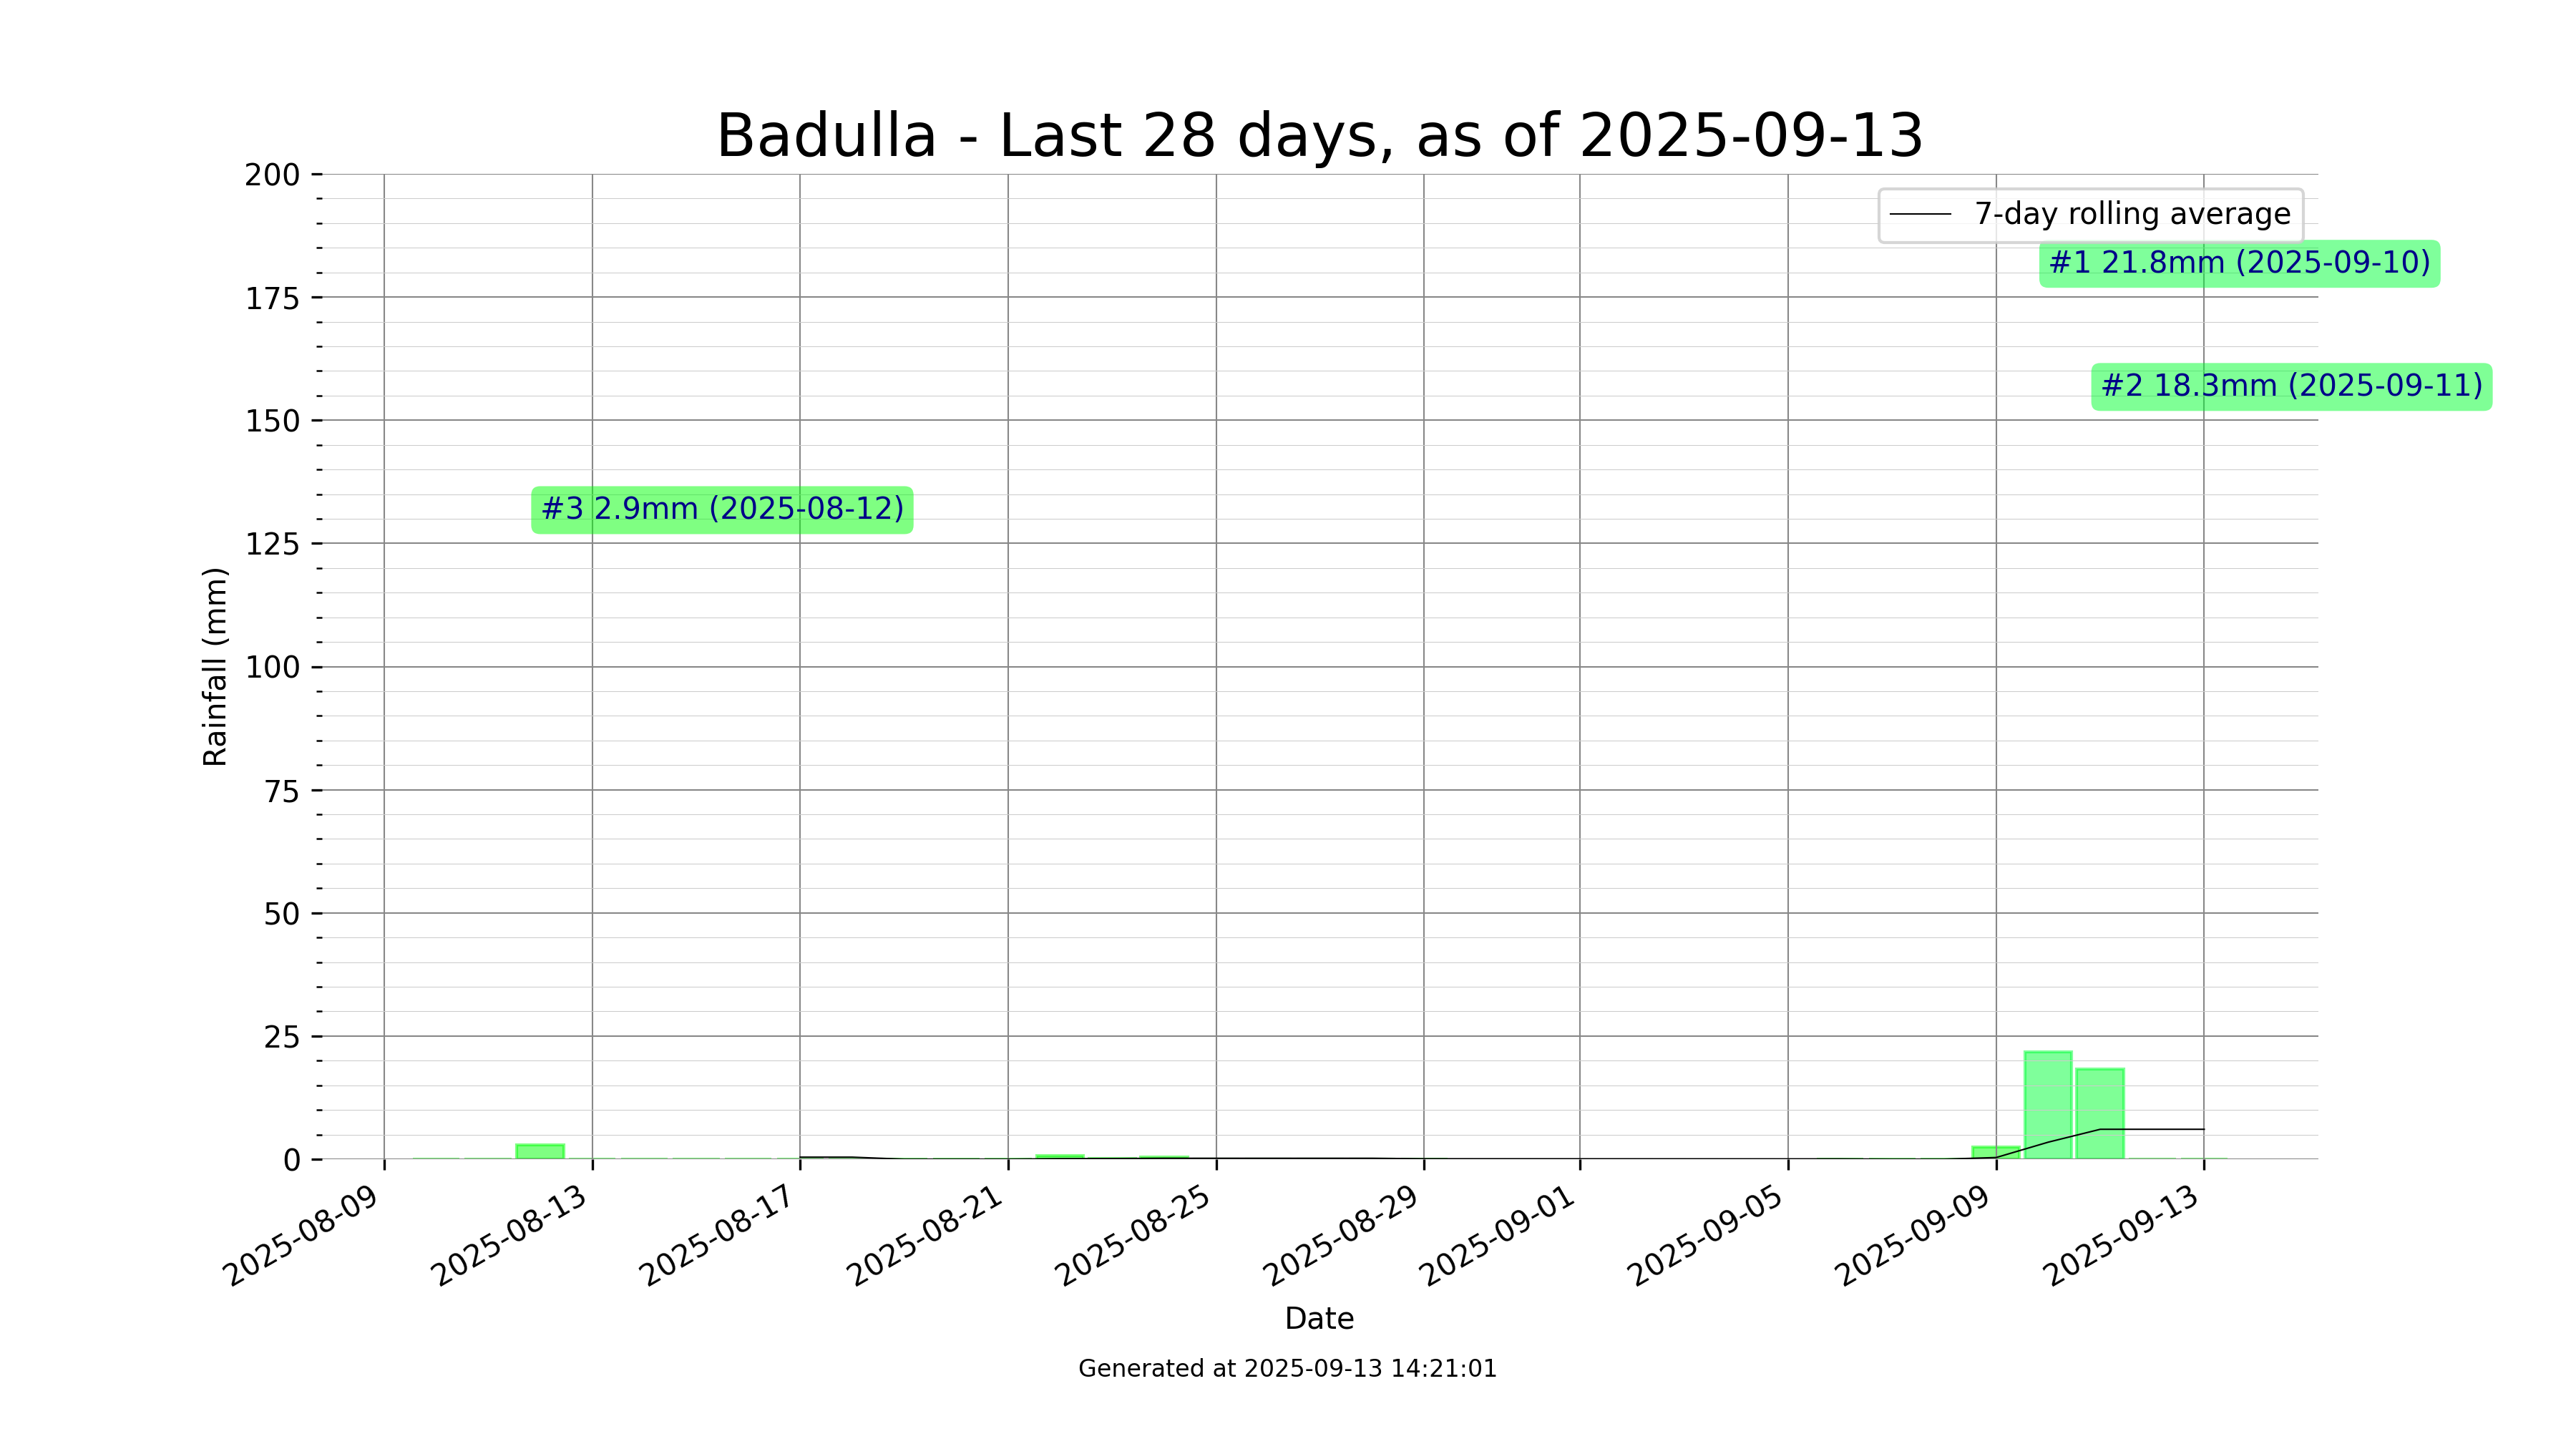 Badulla - Last 28 days, as of 2025-09-13
200
175
150
125
100
75
50
25
0
Rainfall (mm)
7-day rolling average
#1 21.8mm (2025-09-10)
#2 18.3mm (2025-09-11)
#3 2.9mm (2025-08-12)
2025-08-09
2025-08-13
2025-08-17
2025-08-21
2025-08-25
2025-08-29
2025-09-01
2025-09-05
2025-09-09
2025-09-13
Date
Generated at 2025-09-13 14:21:01